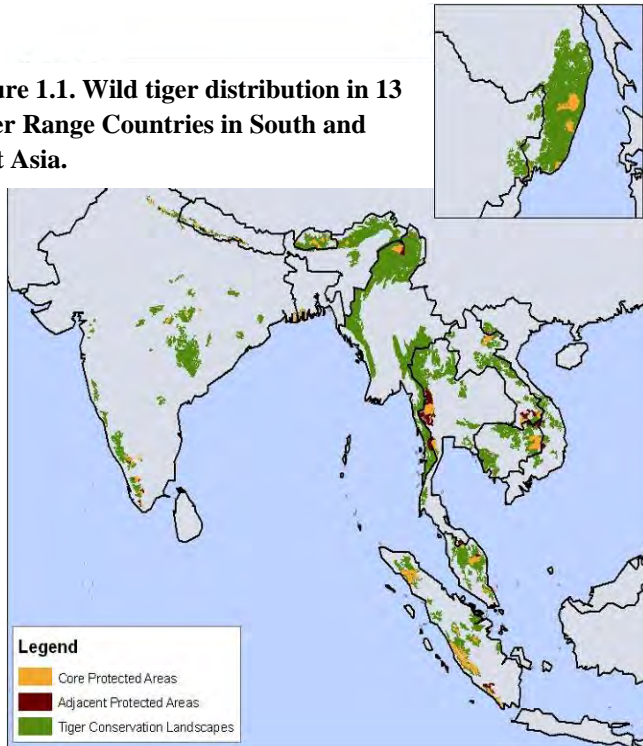 ure 1.1. Wild tiger distribution in 13
er Range Countries in South and
t Asia.
Legend
Core Protected Areas
Adjacent Protected Areas
Tiger Conservation Landscapes